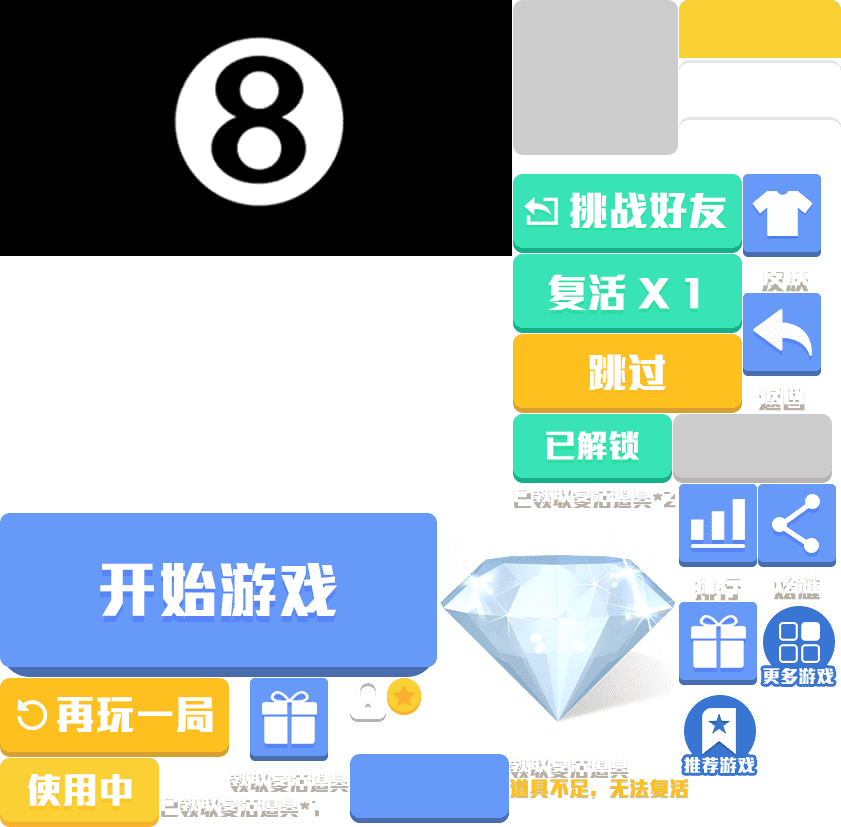 8
挑战好友
皮肤
复活 X 1
跳过
返回
已解锁
已领取复活道具*2
排行
炫耀
开始游戏
更多游戏
再玩一局
推荐游戏
使用中
领取复活道具
已领取复活道具*1
领取复活道具
道具不足，无法复活